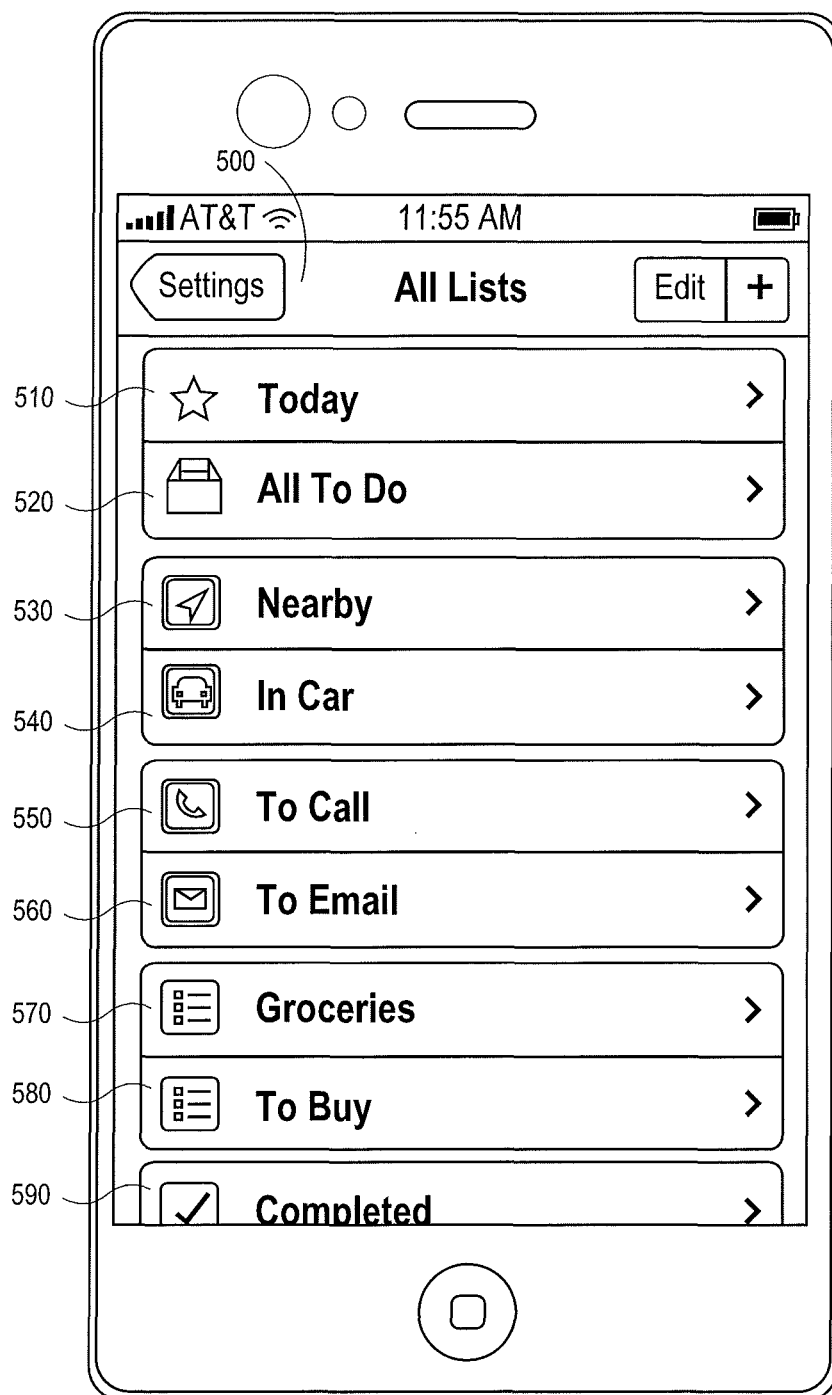 500
AT&T 11:55 AM
Settings All Lists Edit +
510 Today >
520 All To Do >
530 Nearby >
540 In Car >
550 To Call >
560 To Email >
570 Groceries >
580 To Buy >
590 Completed >